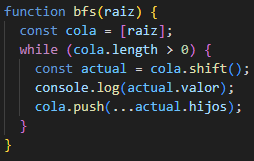 function bfs(raiz) {
  const cola = [raiz];
  while (cola.length > 0) {
    const actual = cola.shift();
    console.log(actual.valor);
    cola.push(...actual.hijos);
  }
}